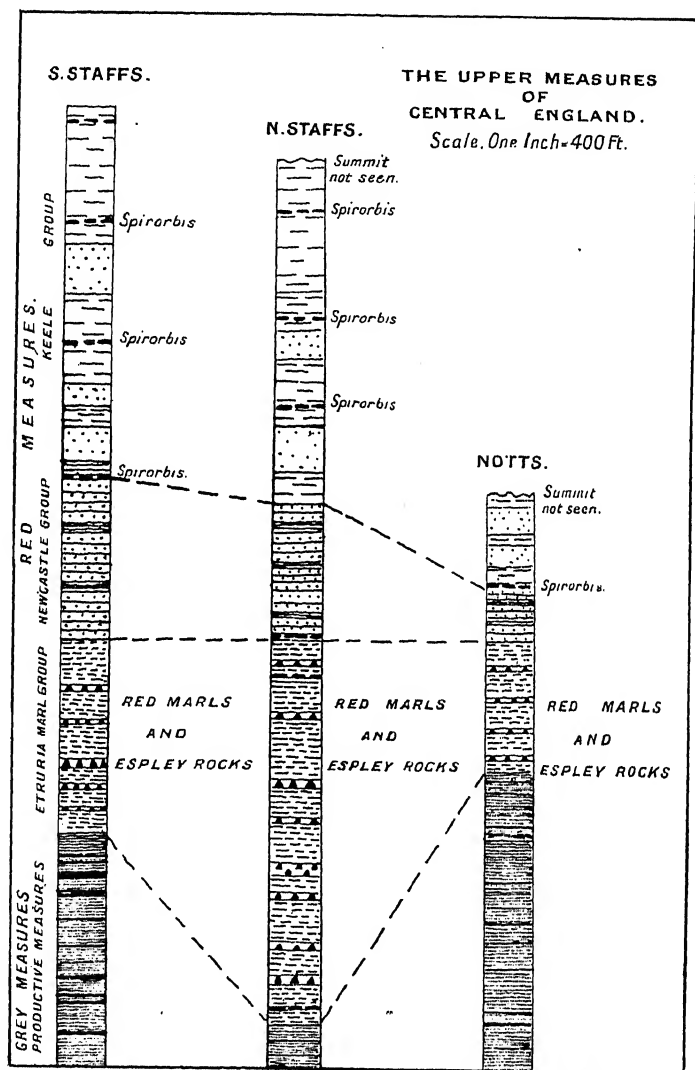 THE UPPER MEASURES
OF
CENTRAL ENGLAND.
Scale. One Inch=400 Ft.
S. STAFFS.
N. STAFFS.
NOTTS.
Summit
not seen.
Spirorbis
Spirorbis
Spirorbis
Spirorbis
Spirorbis
Spirorbis.
Summit
not seen.
Spirorbis.
RED MEASURES.
KEELE GROUP
NEWCASTLE GROUP
ETRURIA MARL GROUP
GREY MEASURES
PRODUCTIVE MEASURES
RED MARLS
AND
ESPLEY ROCKS
RED MARLS
AND
ESPLEY ROCKS
RED MARLS
AND
ESPLEY ROCKS